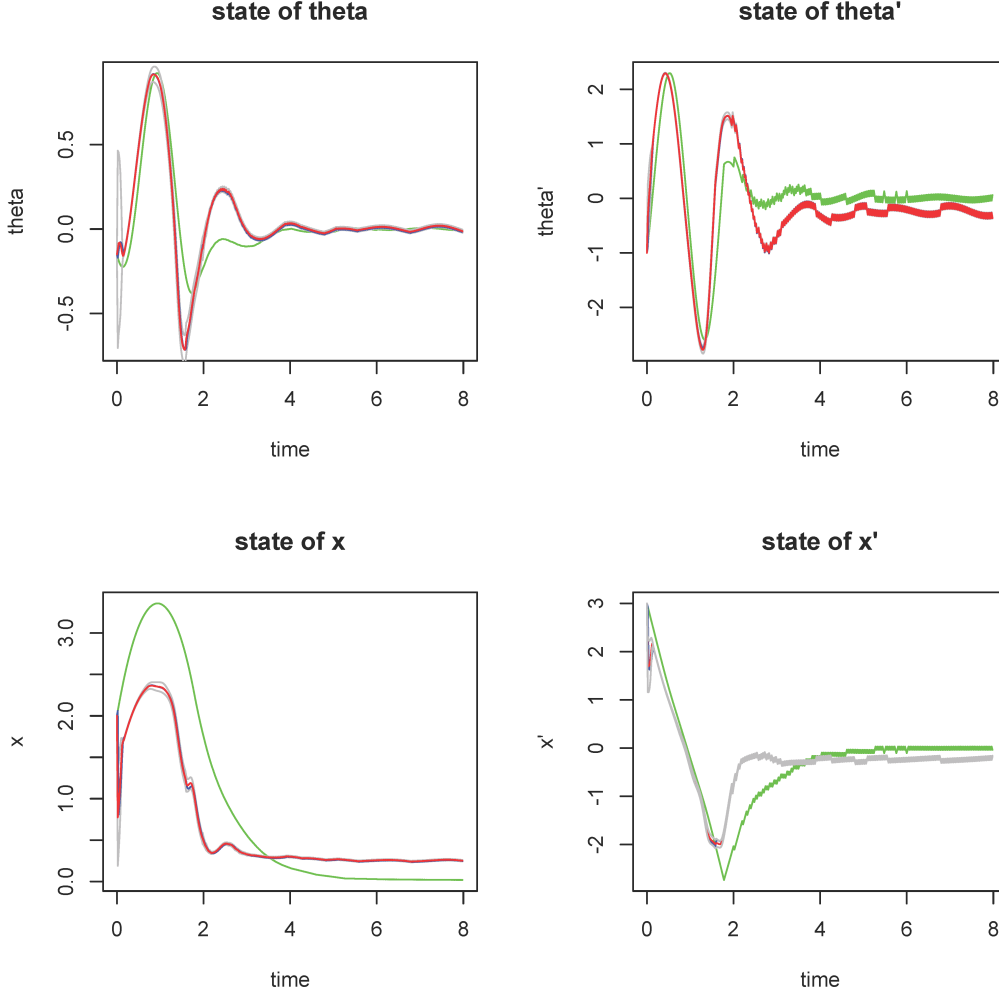 state of theta
state of theta'
theta
0.5
0.0
-0.5
0 2 4 6 8
time
theta'
2
1
0
-1
-2
0 2 4 6 8
time
state of x
state of x'
x
3.0
2.0
1.0
0.0
0 2 4 6 8
time
x'
3
2
1
0
-1
-2
0 2 4 6 8
time